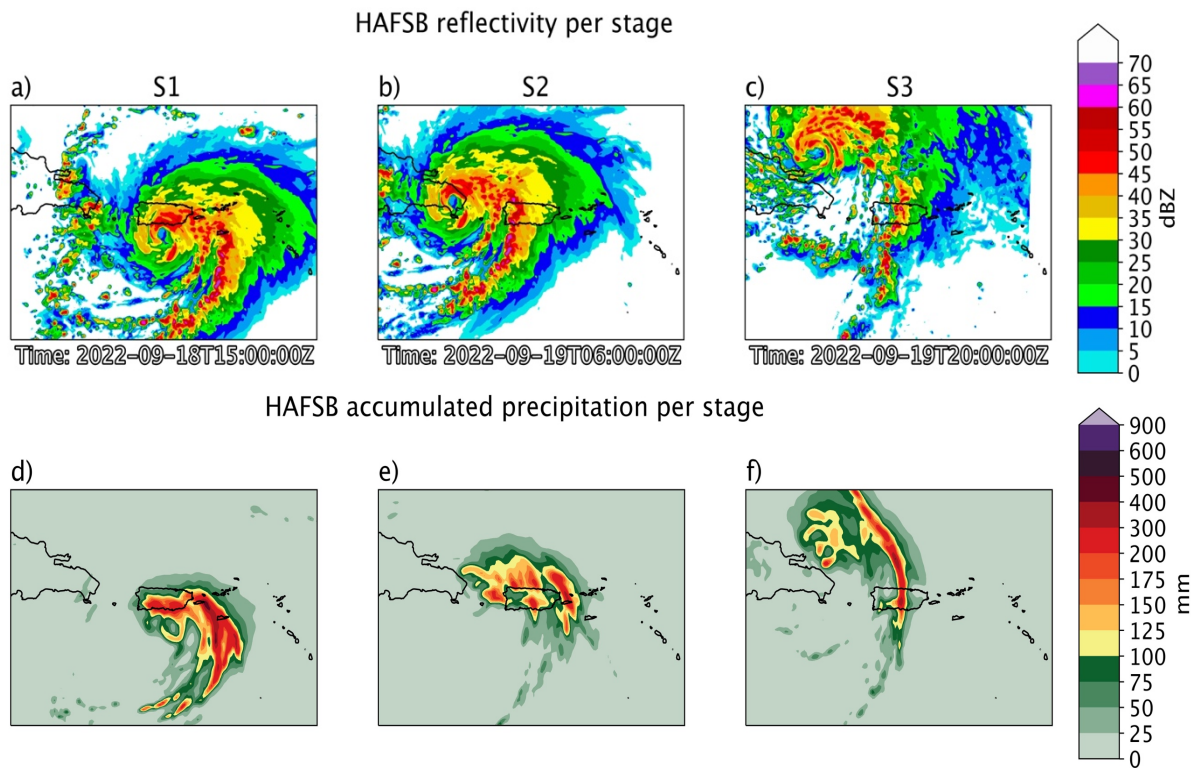 HAFSB reflectivity per stage
a) S1
b) S2
c) S3
70
65
60
55
50
45
40
35
30
25
20
15
10
5
0
dBZ
Time: 2022-09-18T15:00:00Z
Time: 2022-09-19T06:00:00Z
Time: 2022-09-19T20:00:00Z
HAFSB accumulated precipitation per stage
d)
e)
f)
900
600
500
400
300
200
175
150
125
100
75
50
25
0
mm